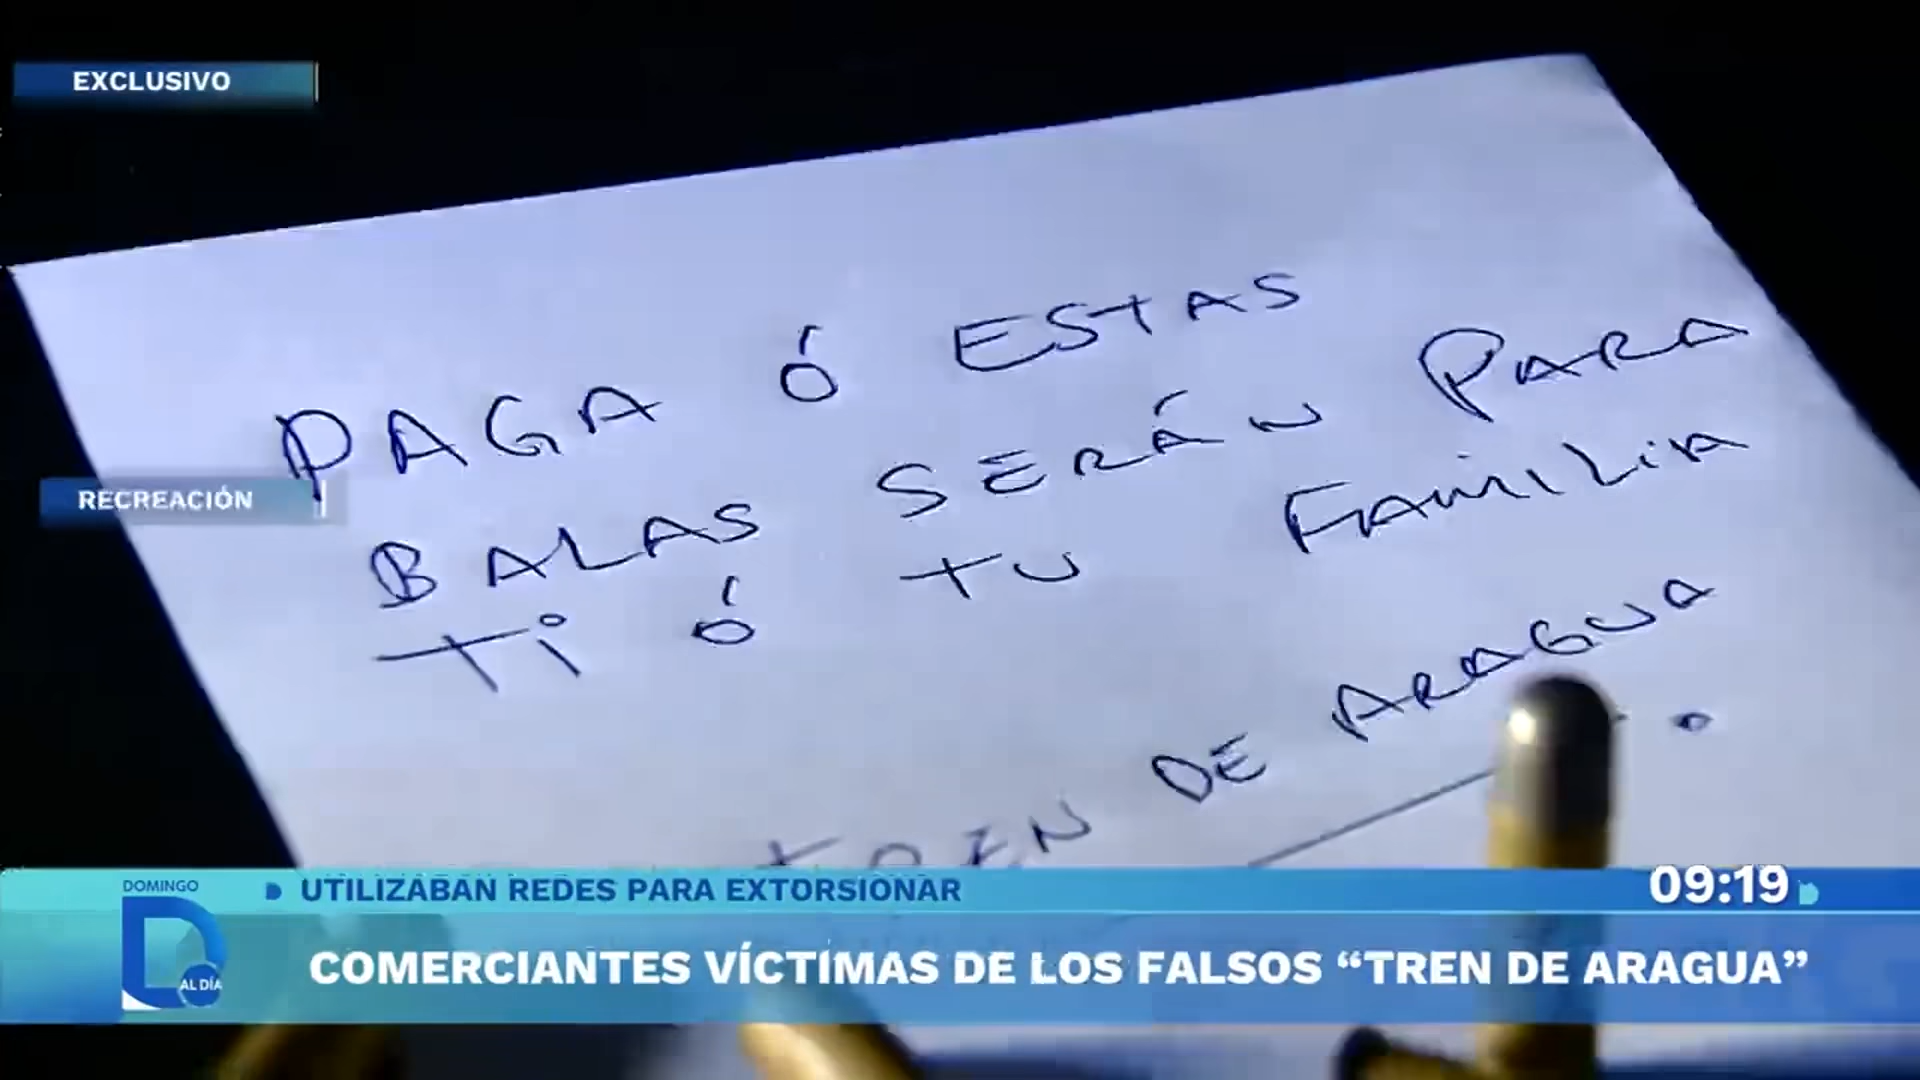 EXCLUSIVO
PAGA Ó ESTAS
BALAS SERÁN PARA
TI Ó TU FAMILIA
TREN DE ARAGUA
RECREACIÓN
DOMINGO
D
AL DÍA
UTILIZABAN REDES PARA EXTORSIONAR
09:19
COMERCIANTES VÍCTIMAS DE LOS FALSOS “TREN DE ARAGUA”